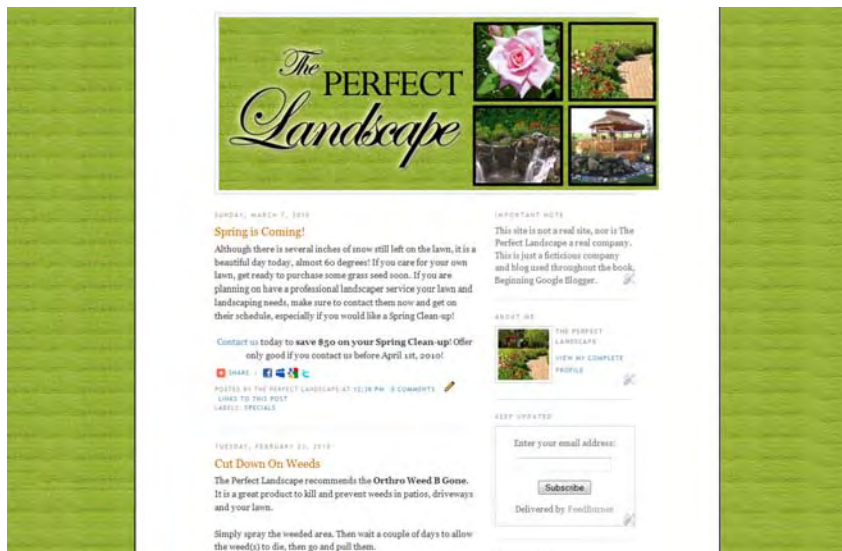 The PERFECT
Landscape
SUNDAY, MARCH 7, 2010
Spring is Coming!
Although there is several inches of snow still left on the lawn, it is a
beautiful day today, almost 60 degrees! If you care for your own
lawn, get ready to purchase some grass seed soon. If you are
planning on have a professional landscaper service your lawn and
landscaping needs, make sure to contact them now and get on
their schedule, especially if you would like a Spring Clean-up!
Contact us today to save $50 on your Spring Clean-up! Offer
only good if you contact us before April 1st, 2010!
SHARE
POSTED BY THE PERFECT LANDSCAPE AT 12:38 PM 0 COMMENTS
LINKS TO THIS POST
LABELS: SPECIALS
TUESDAY, FEBRUARY 23, 2010
Cut Down On Weeds
The Perfect Landscape recommends the Orthro Weed B Gone.
It is a great product to kill and prevent weeds in patios, driveways
and your lawn.
Simply spray the weeded area. Then wait a couple of days to allow
the weed(s) to die, then go and pull them.
IMPORTANT NOTE
This site is not a real site, nor is The
Perfect Landscape a real company.
This is just a ficticious company
and blog used throughout the book,
Beginning Google Blogger.
ABOUT ME
THE PERFECT
LANDSCAPE
VIEW MY COMPLETE
PROFILE
KEEP UPDATED
Enter your email address:
Subscribe
Delivered by FeedBurner